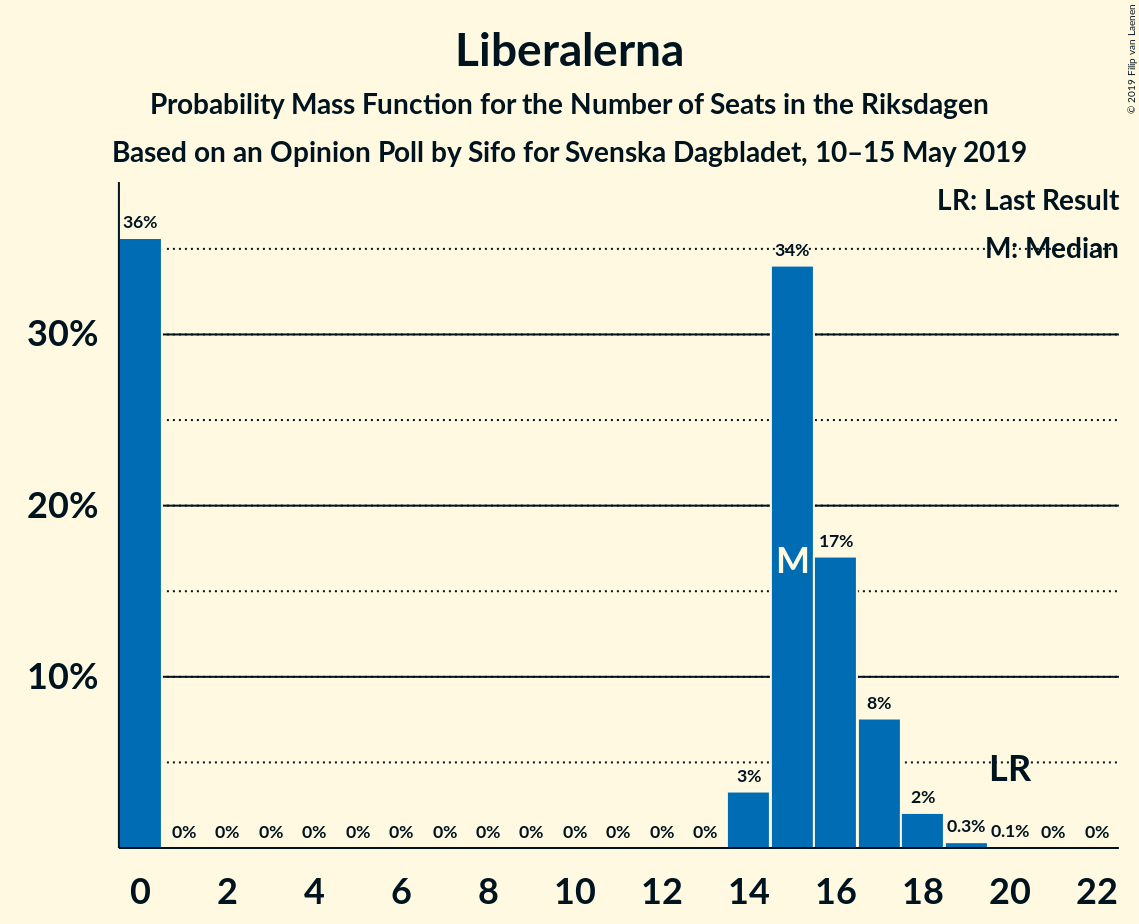 Liberalerna
Probability Mass Function for the Number of Seats in the Riksdagen
Based on an Opinion Poll by Sifo for Svenska Dagbladet, 10–15 May 2019
© 2019 Filip van Laenen
LR: Last Result
M: Median
36% 0% 0% 0% 0% 0% 0% 0% 0% 0% 0% 0% 0% 0% 3% 34% 17% 8% 2% 0.3% 0.1% 0% 0%
30%
20%
10%
M
LR
0 2 4 6 8 10 12 14 16 18 20 22